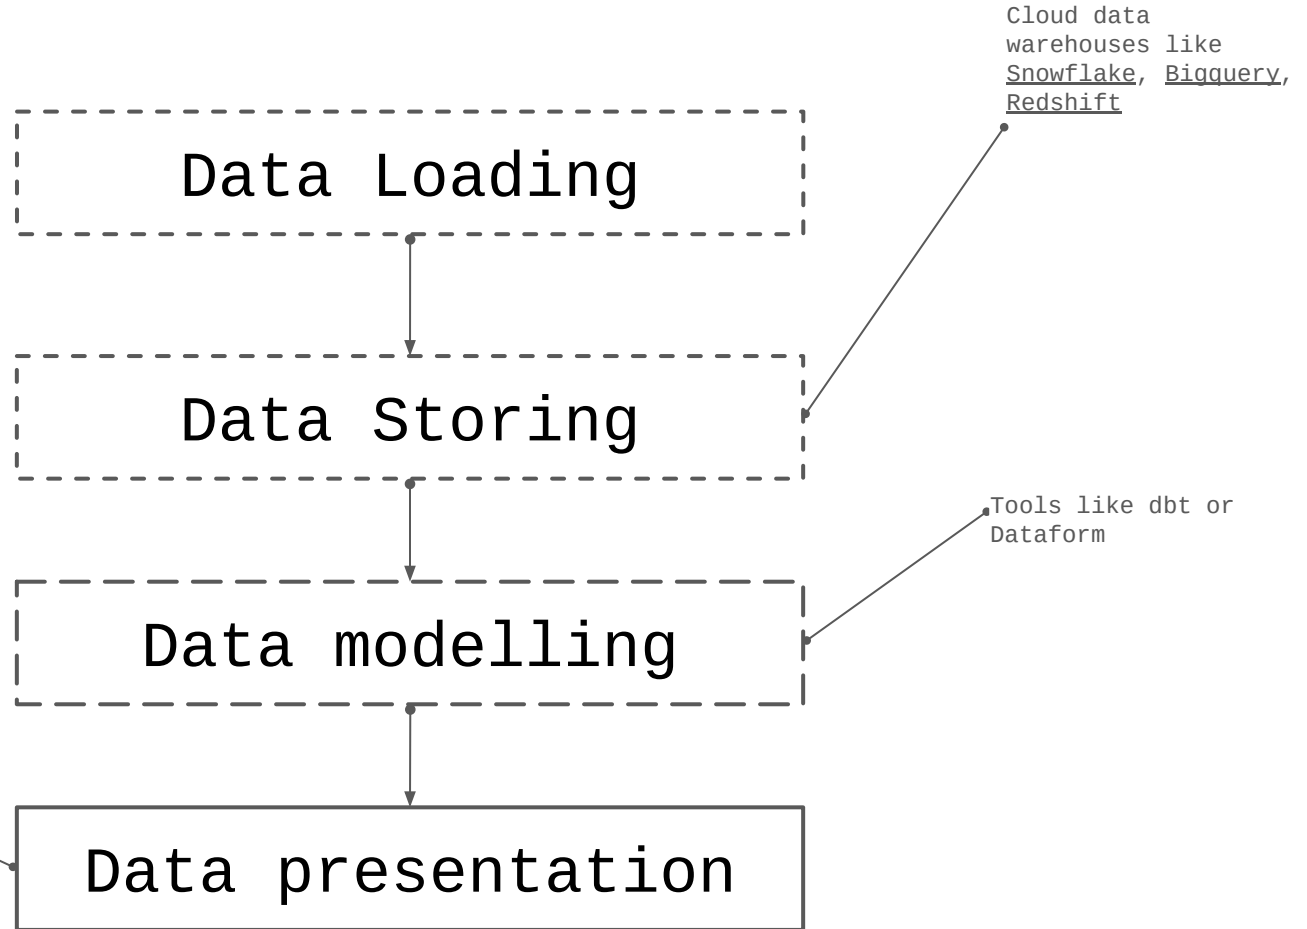 Cloud data
warehouses like
Snowflake, Bigquery,
Redshift
Data Loading
Data Storing
Tools like dbt or
Dataform
Data modelling
Data presentation